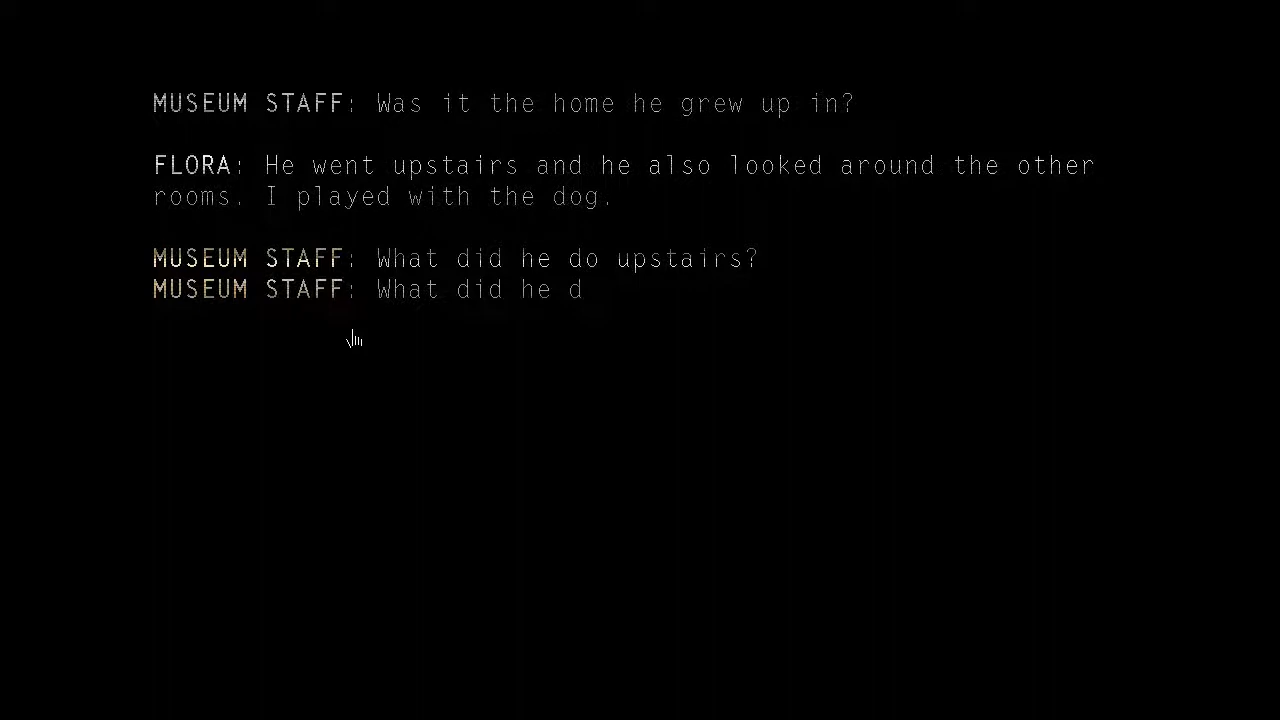 MUSEUM STAFF: Was it the home he grew up in?
FLORA: He went upstairs and he also looked around the other
rooms. I played with the dog.
MUSEUM STAFF: What did he do upstairs?
MUSEUM STAFF: What did he d